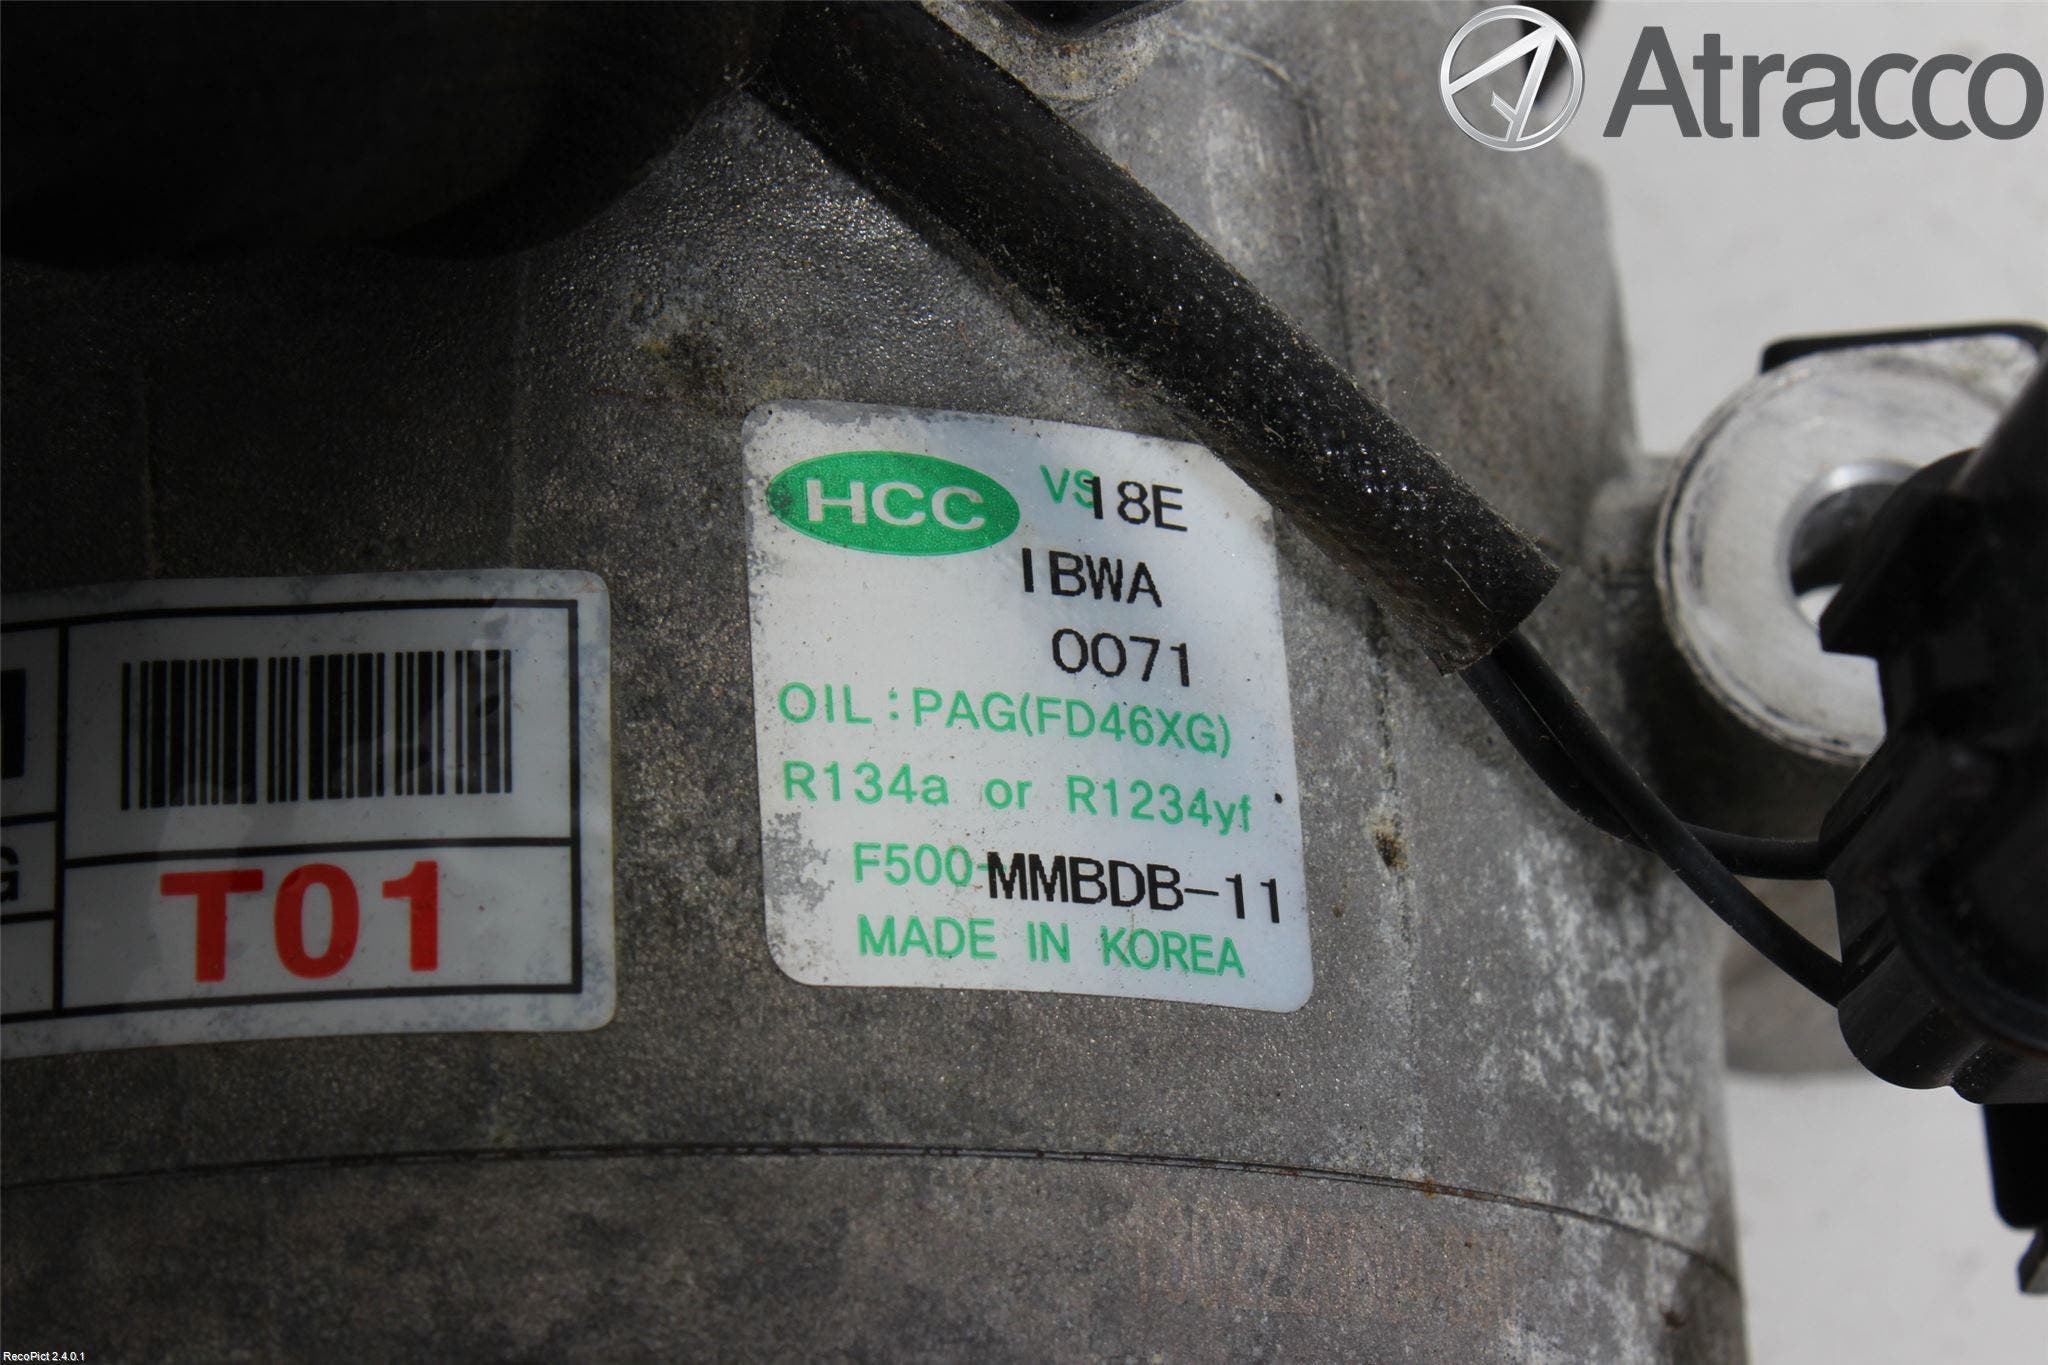 Atracco
HCC VS18E
IBWA
0071
OIL : PAG(FD46XG)
R134a or R1234yf
F500-MMBDB-11
MADE IN KOREA
G
T01
RecoPict 2.4.0.1